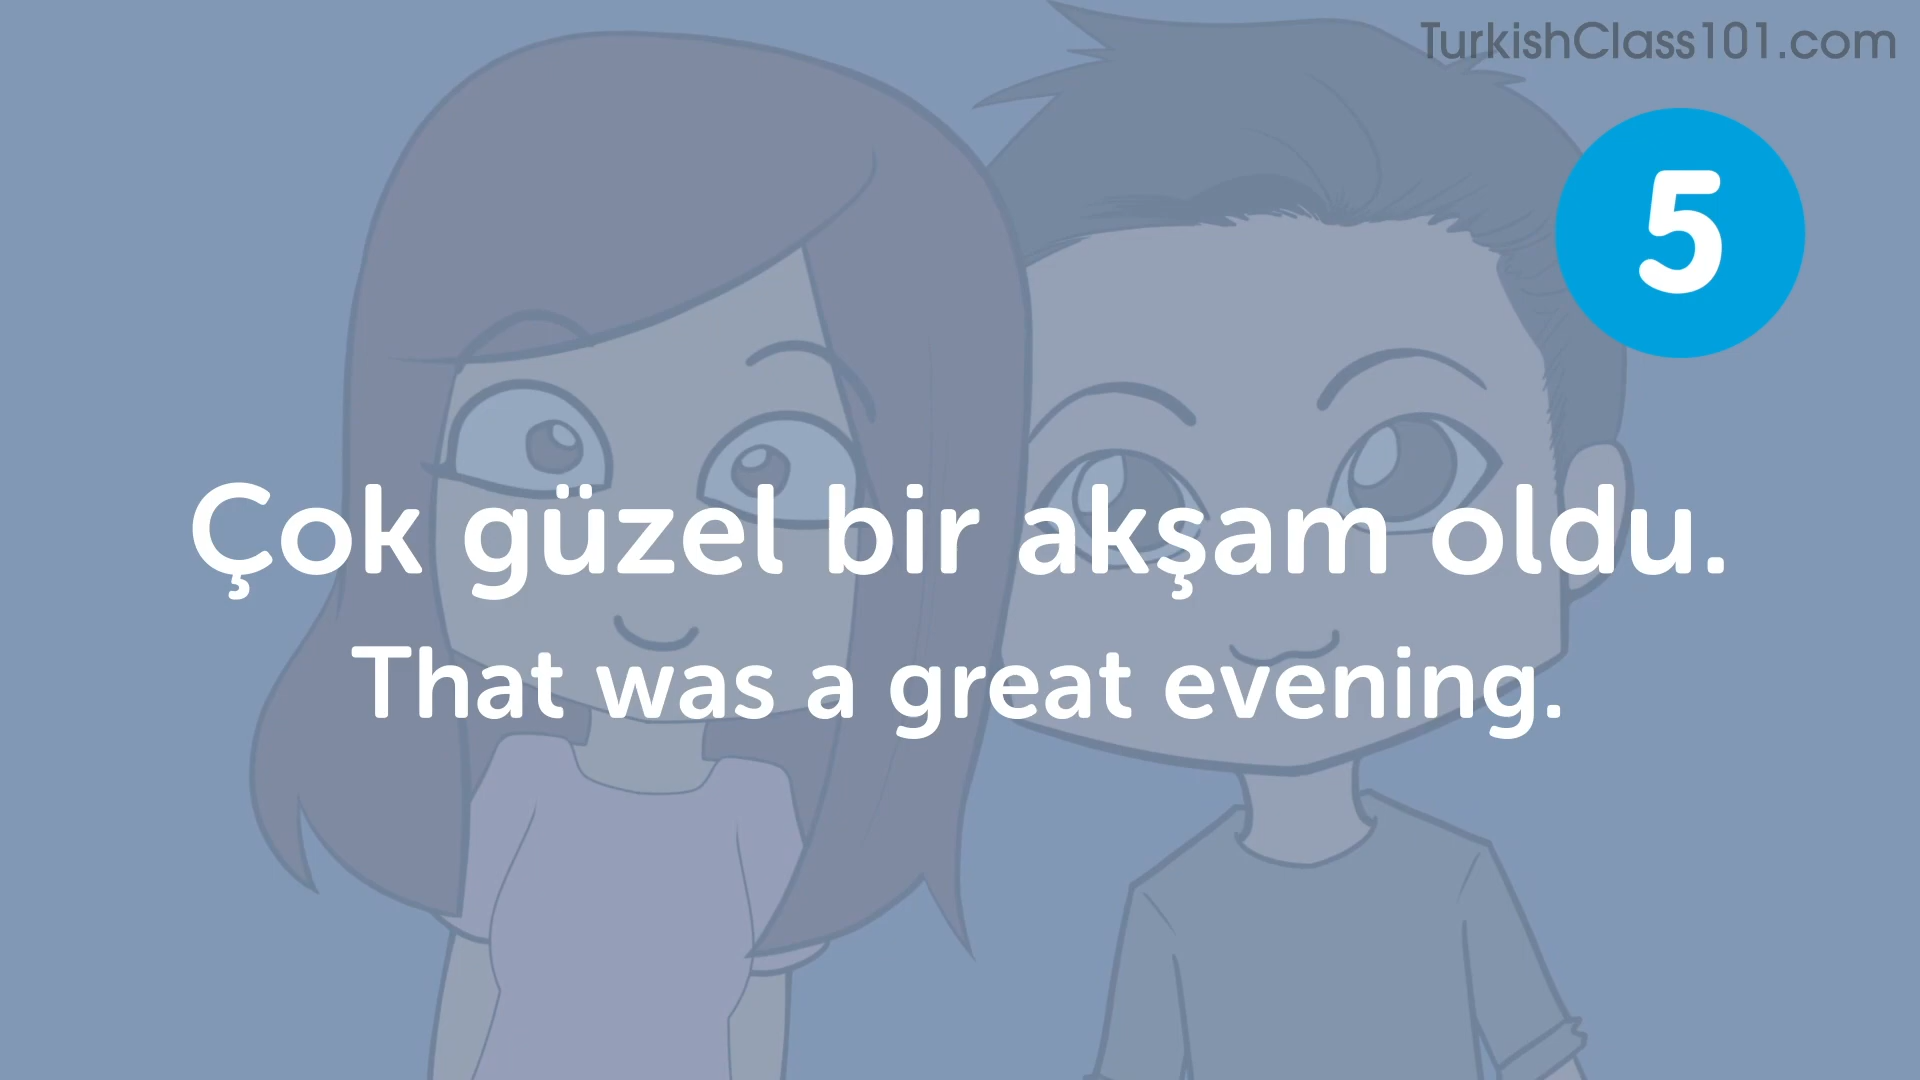 TurkishClass101.com
5
Çok güzel bir akşam oldu.
That was a great evening.